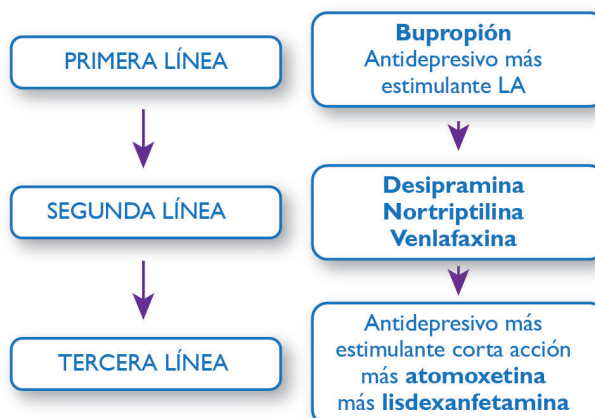 PRIMERA LÍNEA
Bupropión
Antidepresivo más
estimulante LA
SEGUNDA LÍNEA
Desipramina
Nortriptilina
Venlafaxina
TERCERA LÍNEA
Antidepresivo más
estimulante corta acción
más atomoxetina
más lisdexanfetamina